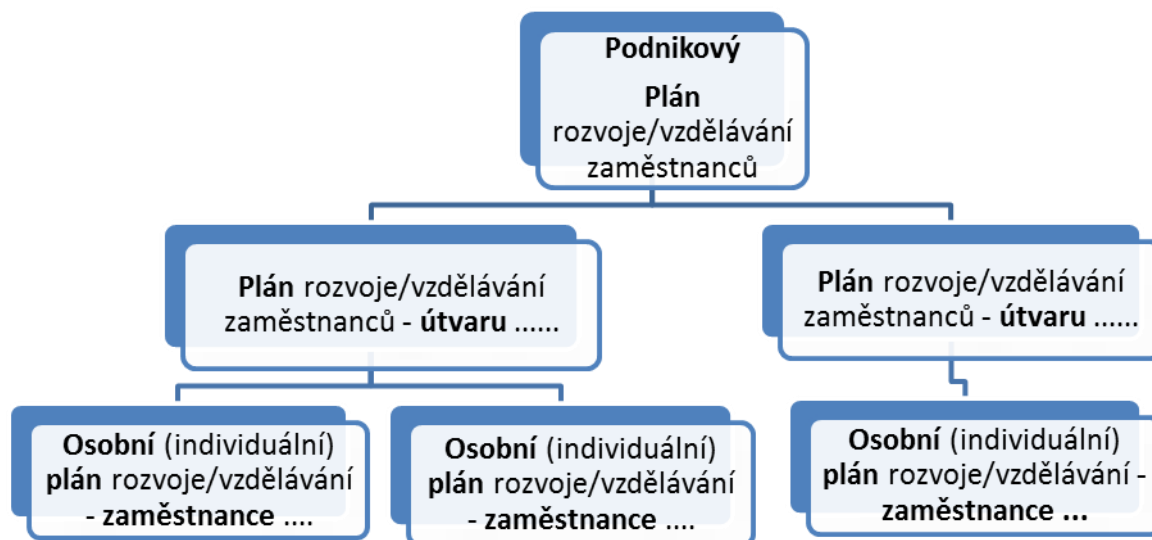 Podnikový
Plán
rozvoje/vzdělávání
zaměstnanců
Plán rozvoje/vzdělávání
zaměstnanců - útvaru ......
Plán rozvoje/vzdělávání
zaměstnanců - útvaru ......
Osobní (individuální)
plán rozvoje/vzdělávání
- zaměstnance ....
Osobní (individuální)
plán rozvoje/vzdělávání
- zaměstnance ....
Osobní (individuální)
plán rozvoje/vzdělávání -
zaměstnance ...